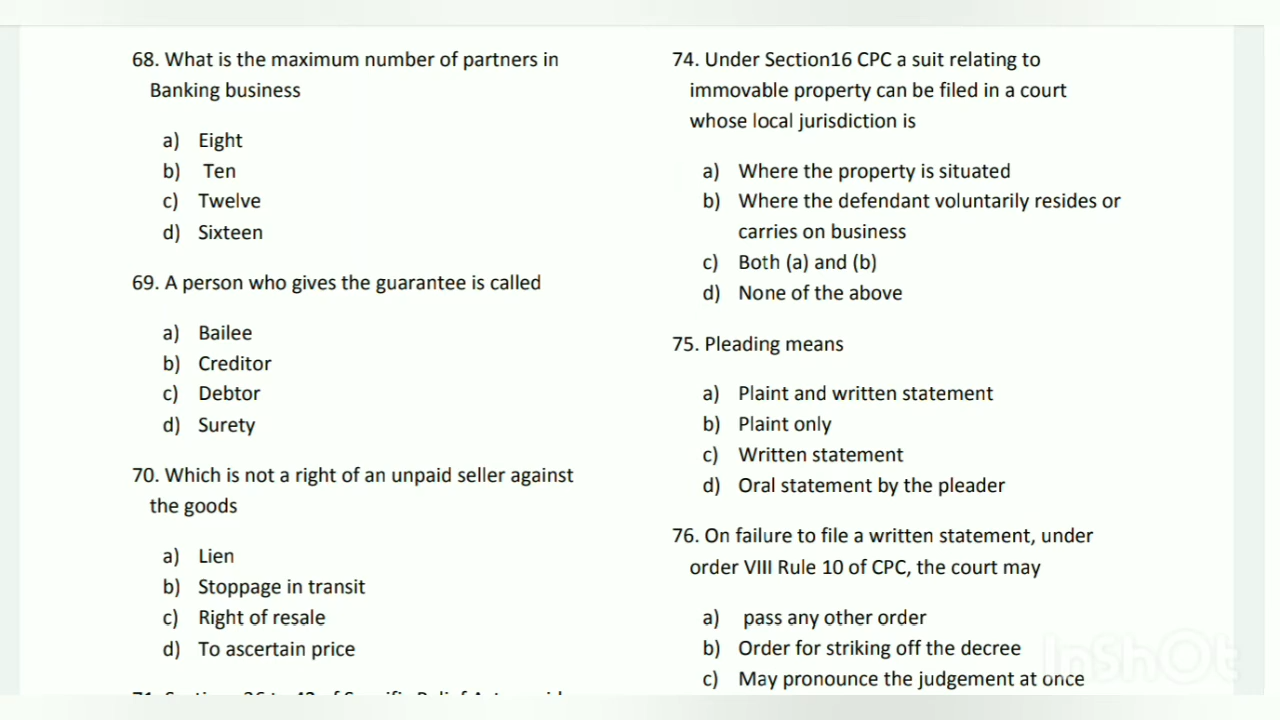 68. What is the maximum number of partners in
Banking business
a) Eight
b) Ten
c) Twelve
d) Sixteen
69. A person who gives the guarantee is called
a) Bailee
b) Creditor
c) Debtor
d) Surety
70. Which is not a right of an unpaid seller against
the goods
a) Lien
b) Stoppage in transit
c) Right of resale
d) To ascertain price
74. Under Section16 CPC a suit relating to
immovable property can be filed in a court
whose local jurisdiction is
a) Where the property is situated
b) Where the defendant voluntarily resides or
carries on business
c) Both (a) and (b)
d) None of the above
75. Pleading means
a) Plaint and written statement
b) Plaint only
c) Written statement
d) Oral statement by the pleader
76. On failure to file a written statement, under
order VIII Rule 10 of CPC, the court may
a) pass any other order
b) Order for striking off the decree
c) May pronounce the judgement at once
InShOt